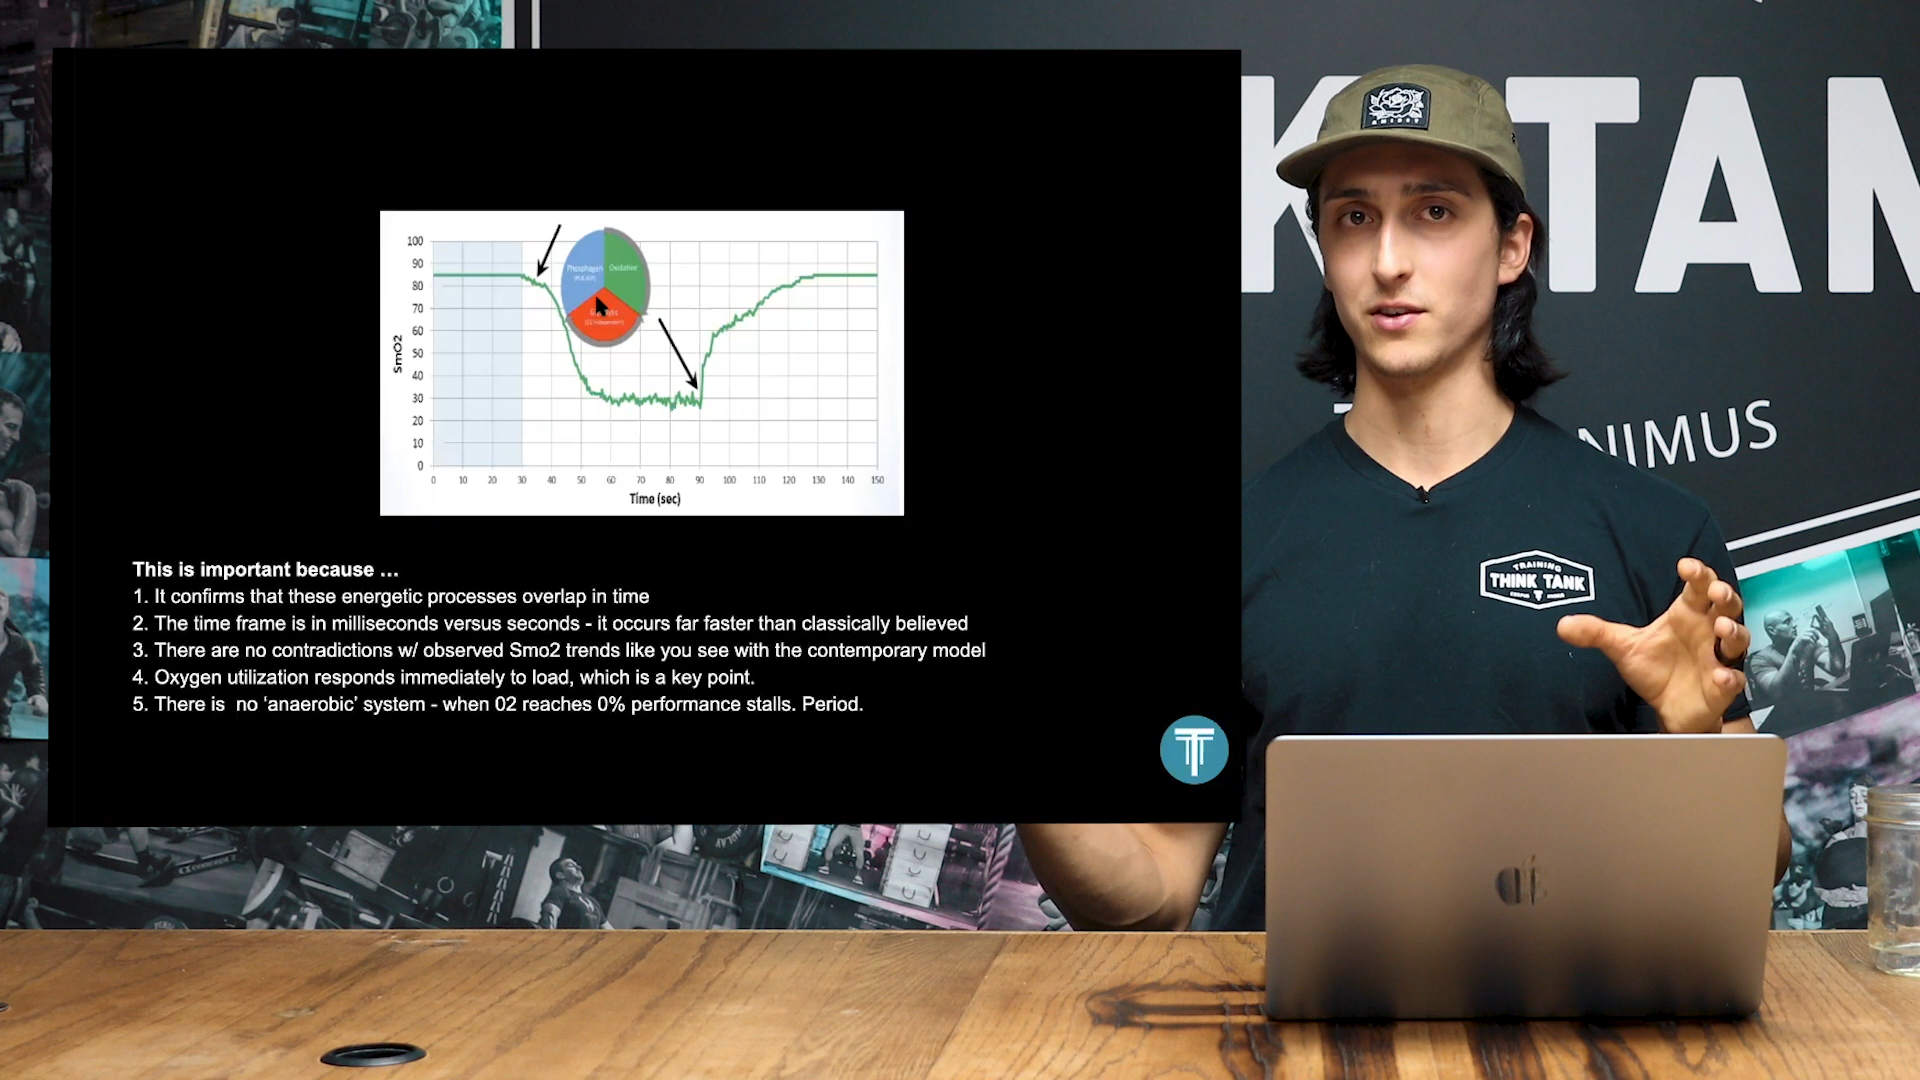 K TAN
NIMUS
100
90
80
70
60
50
40
30
20
10
0
SmO2
0 10 20 30 40 50 60 70 80 90 100 110 120 130 140 150
Time (sec)
Phosphagen
Oxidative
This is important because ...
1. It confirms that these energetic processes overlap in time
2. The time frame is in milliseconds versus seconds - it occurs far faster than classically believed
3. There are no contradictions w/ observed Smo2 trends like you see with the contemporary model
4. Oxygen utilization responds immediately to load, which is a key point.
5. There is no ‘anaerobic’ system - when 02 reaches 0% performance stalls. Period.
TRAINING
THINK TANK